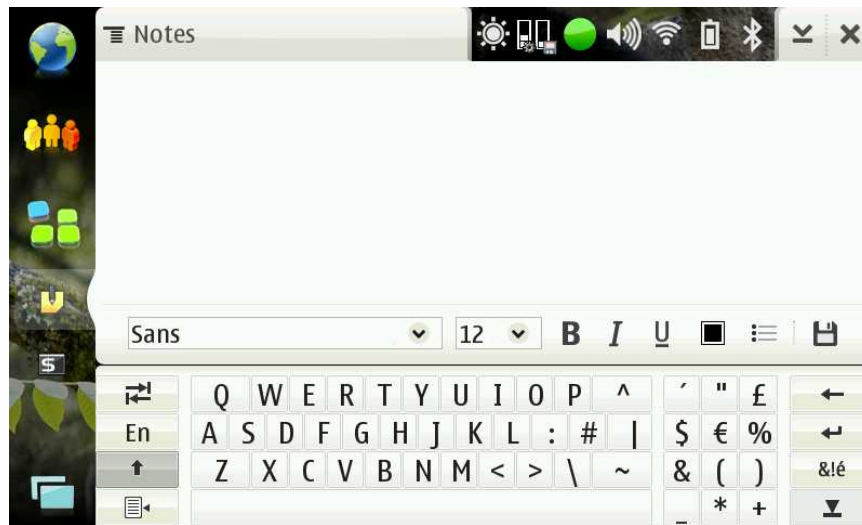 Notes
Sans 12 B I U
Q W E R T Y U I O P ^ ´ " £
En A S D F G H J K L : # | $ € %
Z X C V B N M < > \ ~ & ( ) &!é
_ * +